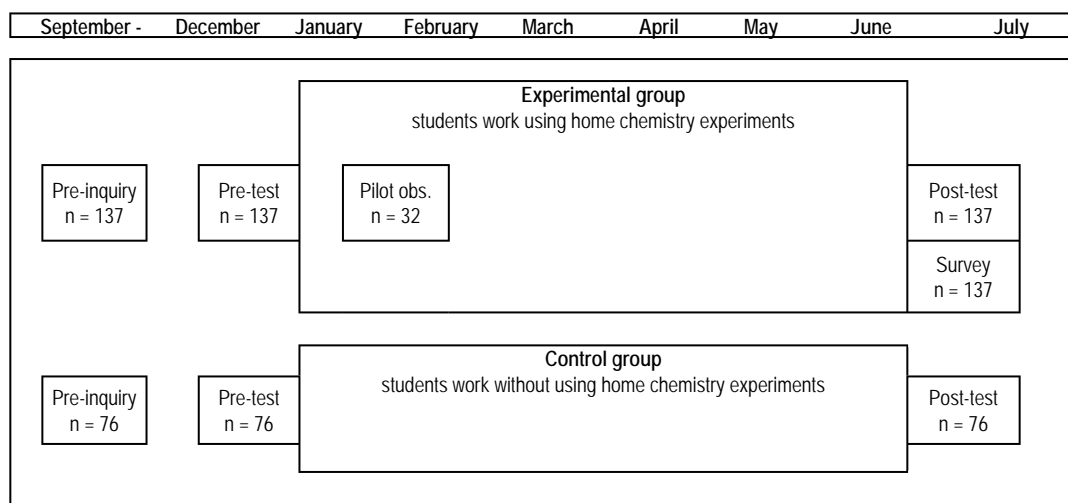 September - December January February March April May June July
Experimental group
students work using home chemistry experiments
Pre-inquiry
n = 137
Pre-test
n = 137
Pilot obs.
n = 32
Post-test
n = 137
Survey
n = 137
Control group
students work without using home chemistry experiments
Pre-inquiry
n = 76
Pre-test
n = 76
Post-test
n = 76